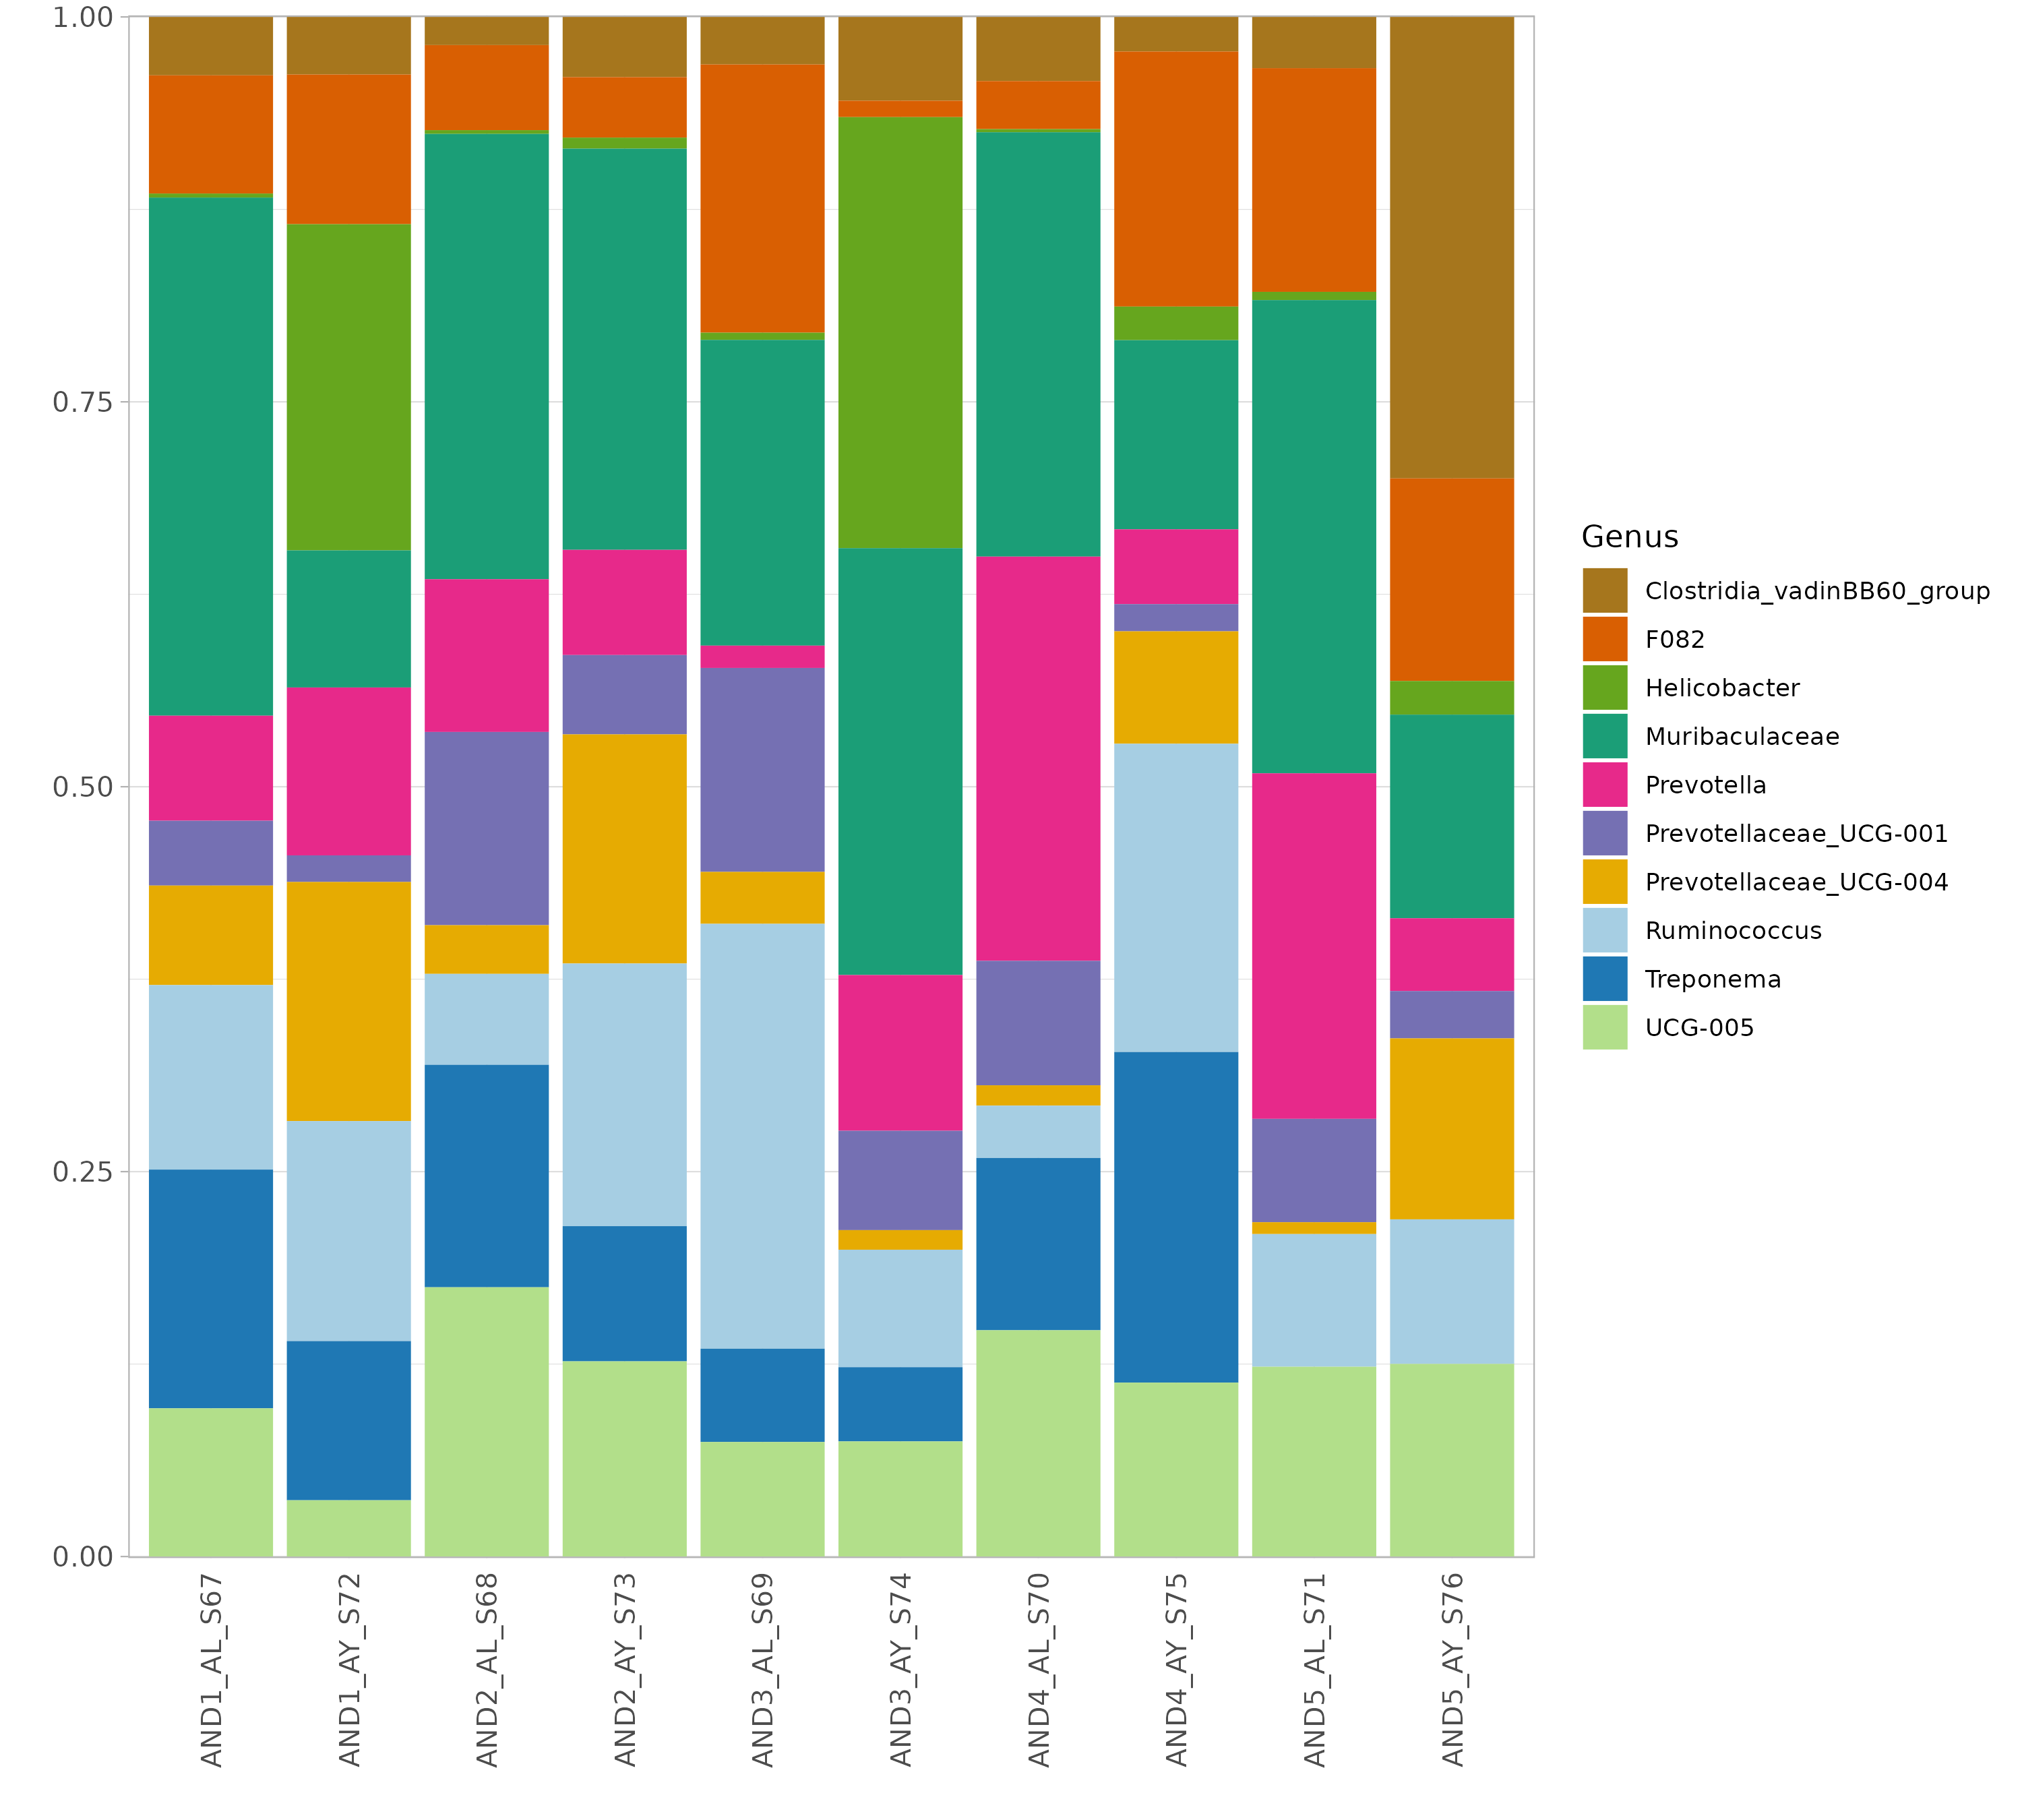 1.00
0.75
0.50
0.25
0.00
AND1_AL_S67
AND1_AY_S72
AND2_AL_S68
AND2_AY_S73
AND3_AL_S69
AND3_AY_S74
AND4_AL_S70
AND4_AY_S75
AND5_AL_S71
AND5_AY_S76
Genus
Clostridia_vadinBB60_group
F082
Helicobacter
Muribaculaceae
Prevotella
Prevotellaceae_UCG-001
Prevotellaceae_UCG-004
Ruminococcus
Treponema
UCG-005